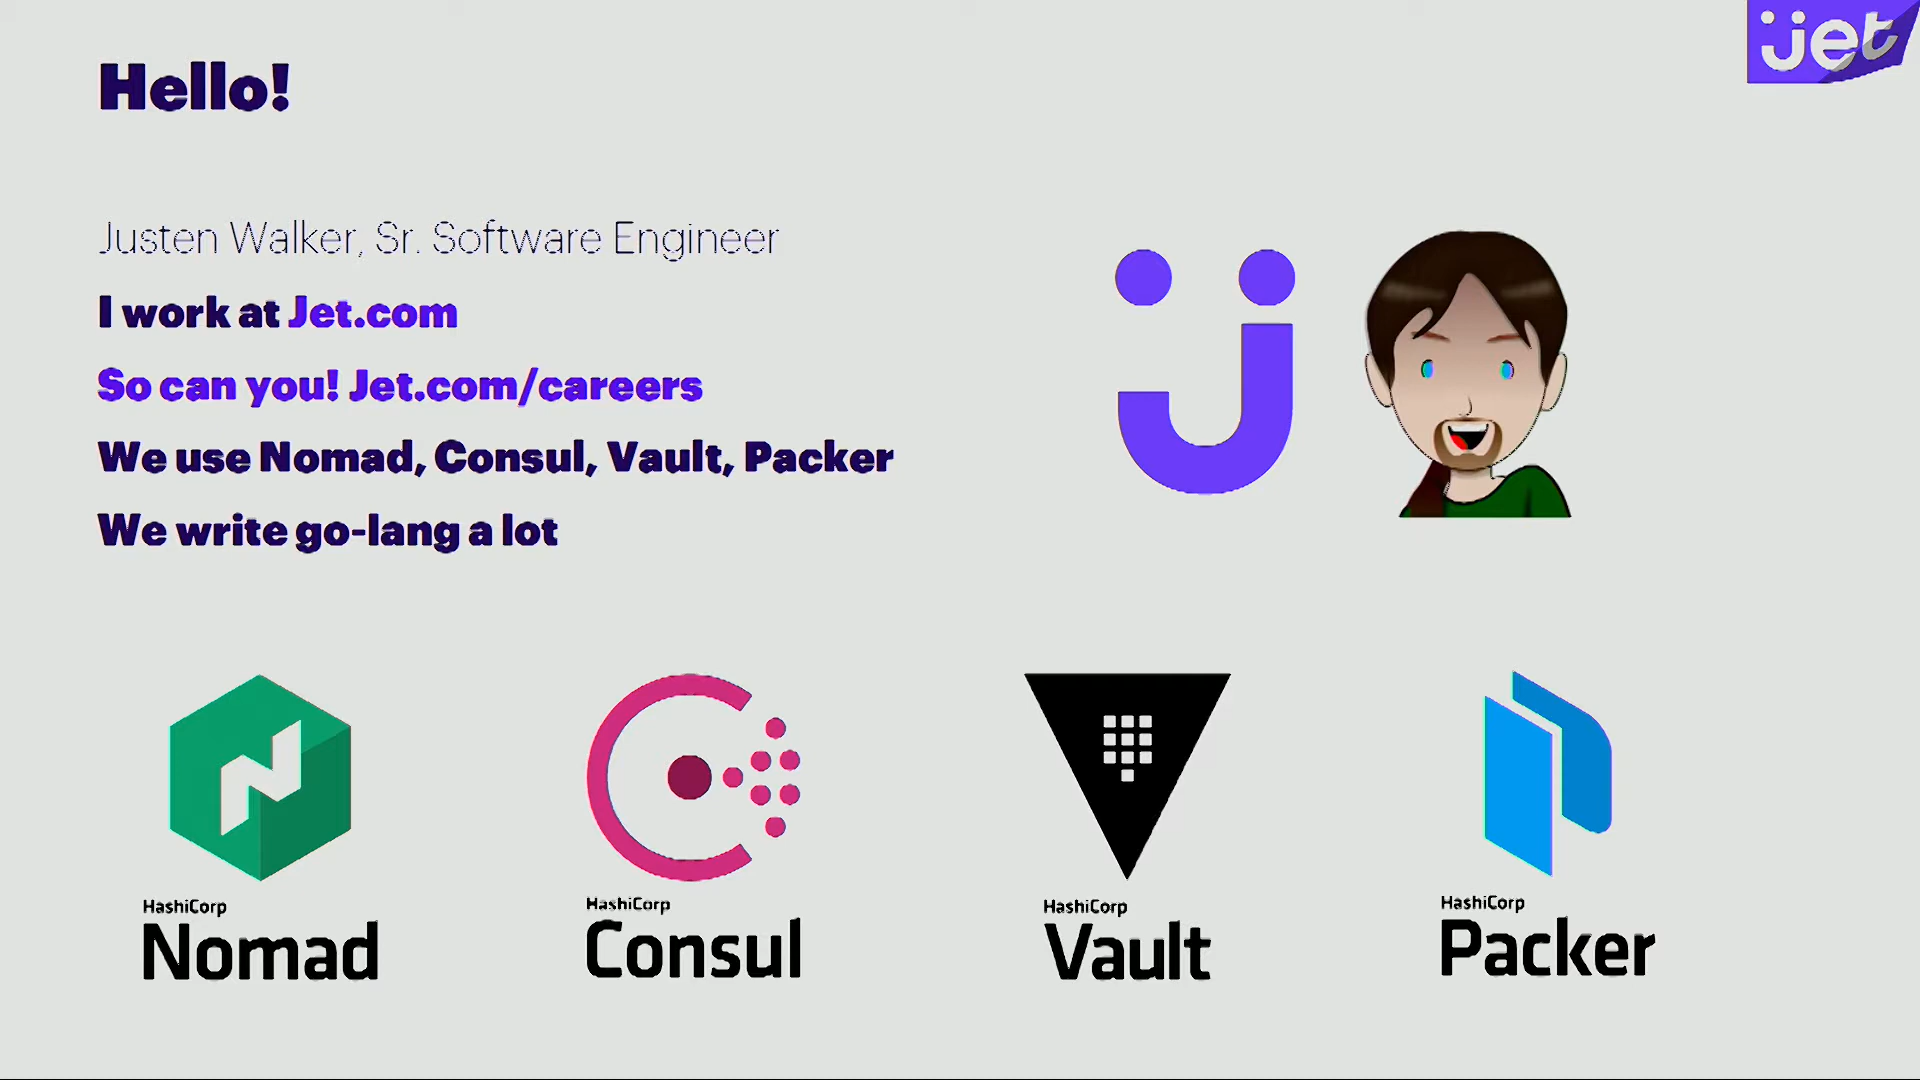 jet
Hello!
Justen Walker, Sr. Software Engineer
I work at Jet.com
So can you! Jet.com/careers
We use Nomad, Consul, Vault, Packer
We write go-lang a lot
HashiCorp
Nomad
HashiCorp
Consul
HashiCorp
Vault
HashiCorp
Packer